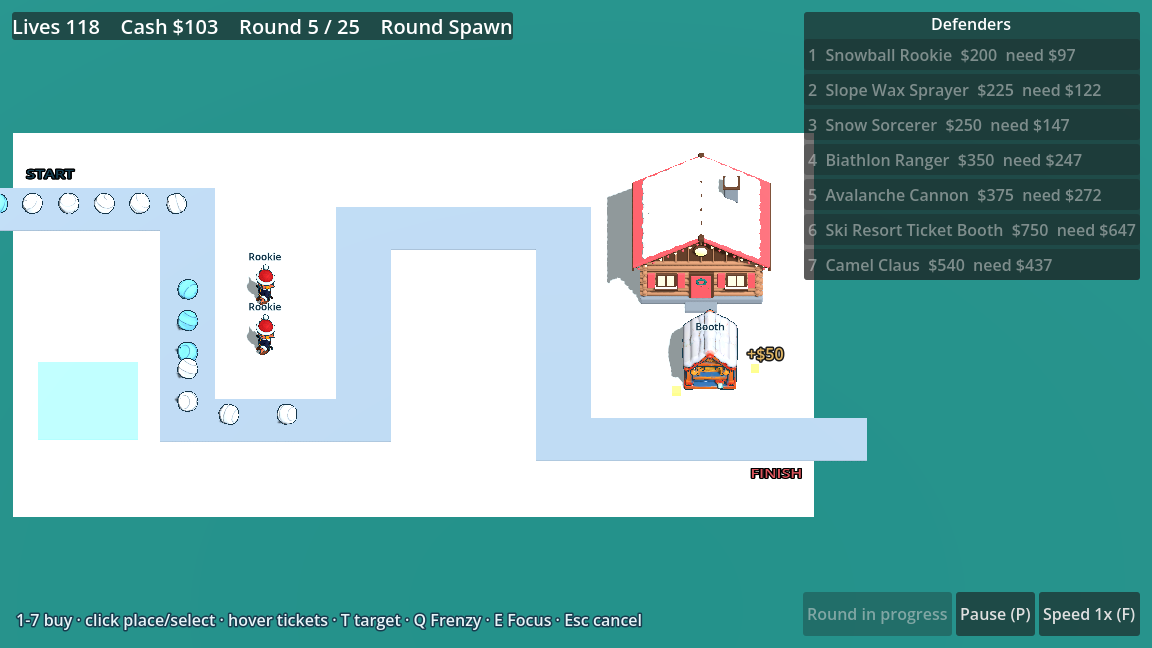 Lives 118 Cash $103 Round 5 / 25 Round Spawn
Defenders
1 Snowball Rookie $200 need $97
2 Slope Wax Sprayer $225 need $122
3 Snow Sorcerer $250 need $147
4 Biathlon Ranger $350 need $247
5 Avalanche Cannon $375 need $272
6 Ski Resort Ticket Booth $750 need $647
7 Camel Claus $540 need $437
START
Rookie
Rookie
Booth
+$50
FINISH
1-7 buy · click place/select · hover tickets · T target · Q Frenzy · E Focus · Esc cancel
Round in progress
Pause (P)
Speed 1x (F)